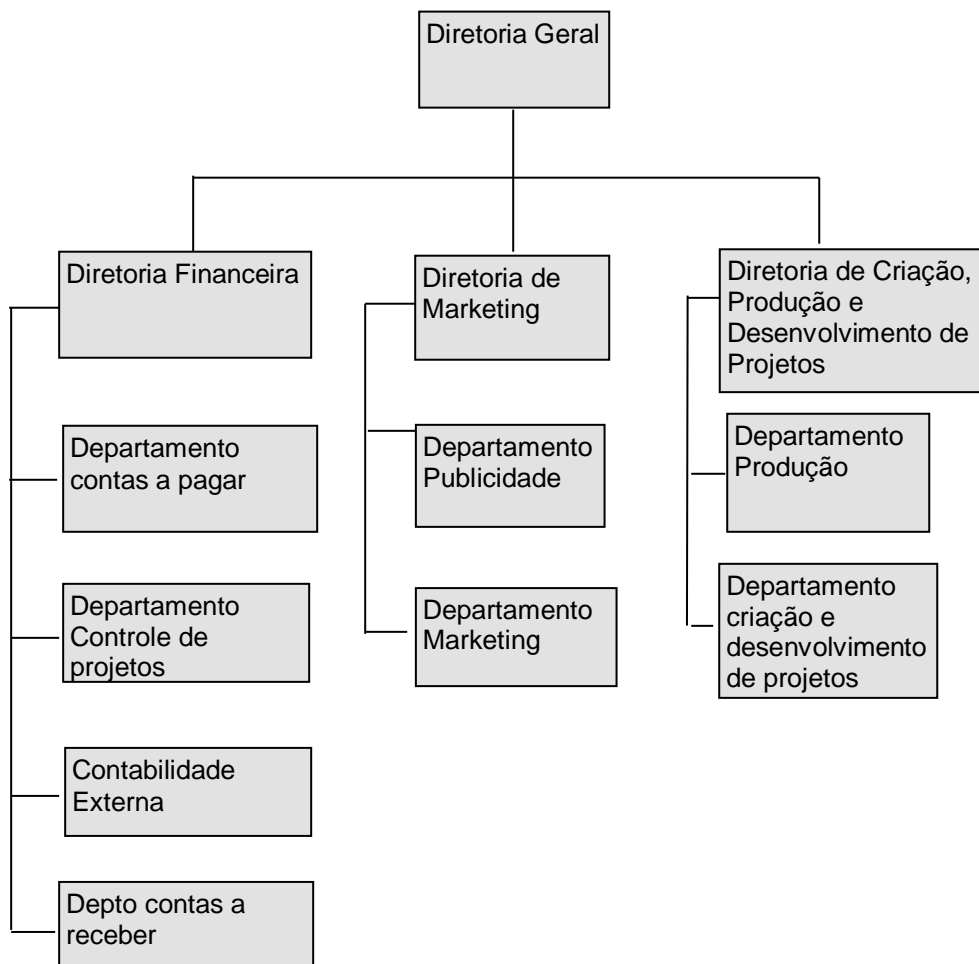 Diretoria Geral
Diretoria Financeira
Departamento
contas a pagar
Departamento
Controle de
projetos
Contabilidade
Externa
Depto contas a
receber
Diretoria de
Marketing
Departamento
Publicidade
Departamento
Marketing
Diretoria de Criação,
Produção e
Desenvolvimento de
Projetos
Departamento
Produção
Departamento
criação e
desenvolvimento
de projetos